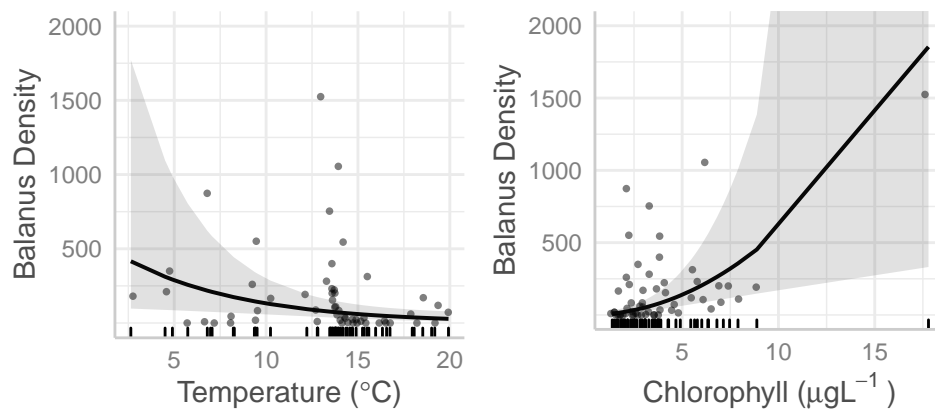 2000
1500
1000
500
Balanus Density
5 10 15 20
Temperature (°C)
2000
1500
1000
500
Balanus Density
5 10 15
Chlorophyll (μgL⁻¹ )